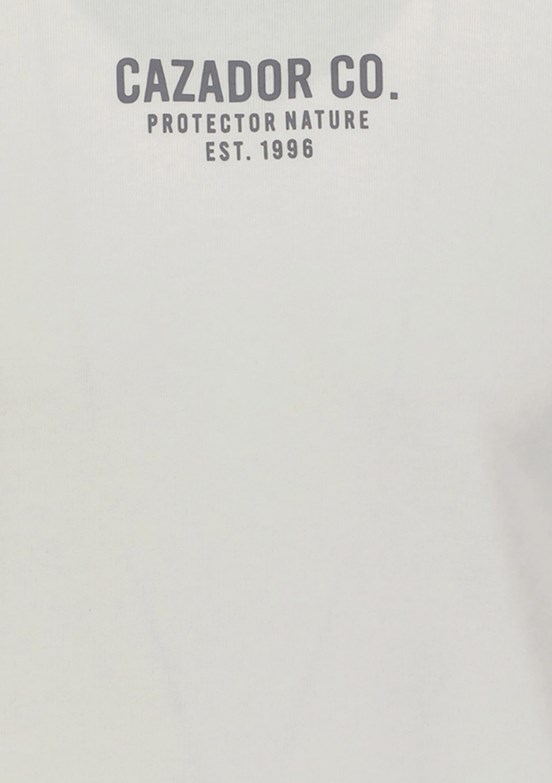 CAZADOR CO.
PROTECTOR NATURE
EST. 1996